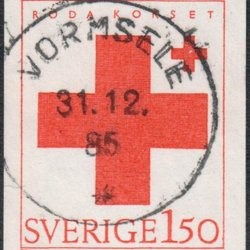 RÖDA KORSET
VORMSELE
31.12.
85
SVERIGE 150